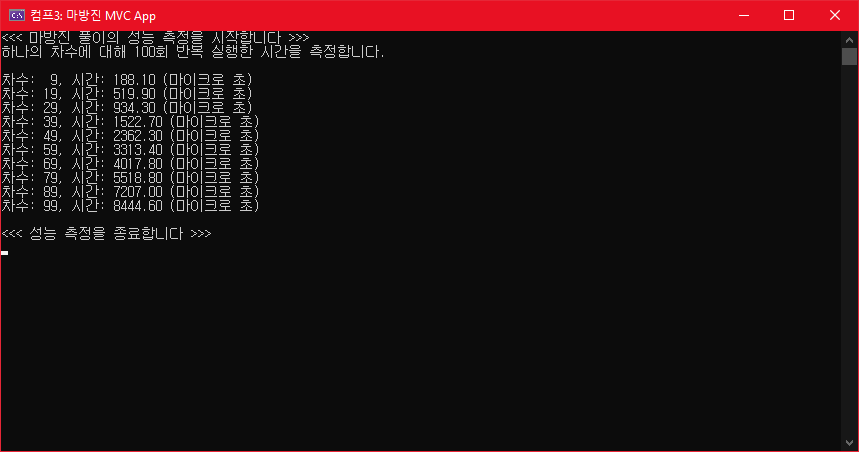 컴프3: 마방진 MVC App
<<< 마방진 풀이의 성능 측정을 시작합니다 >>>
하나의 차수에 대해 100회 반복 실행한 시간을 측정합니다.
차수:  9, 시간: 188.10 (마이크로 초)
차수: 19, 시간: 519.90 (마이크로 초)
차수: 29, 시간: 934.30 (마이크로 초)
차수: 39, 시간: 1522.70 (마이크로 초)
차수: 49, 시간: 2362.30 (마이크로 초)
차수: 59, 시간: 3313.40 (마이크로 초)
차수: 69, 시간: 4017.80 (마이크로 초)
차수: 79, 시간: 5518.80 (마이크로 초)
차수: 89, 시간: 7207.00 (마이크로 초)
차수: 99, 시간: 8444.60 (마이크로 초)
<<< 성능 측정을 종료합니다 >>>